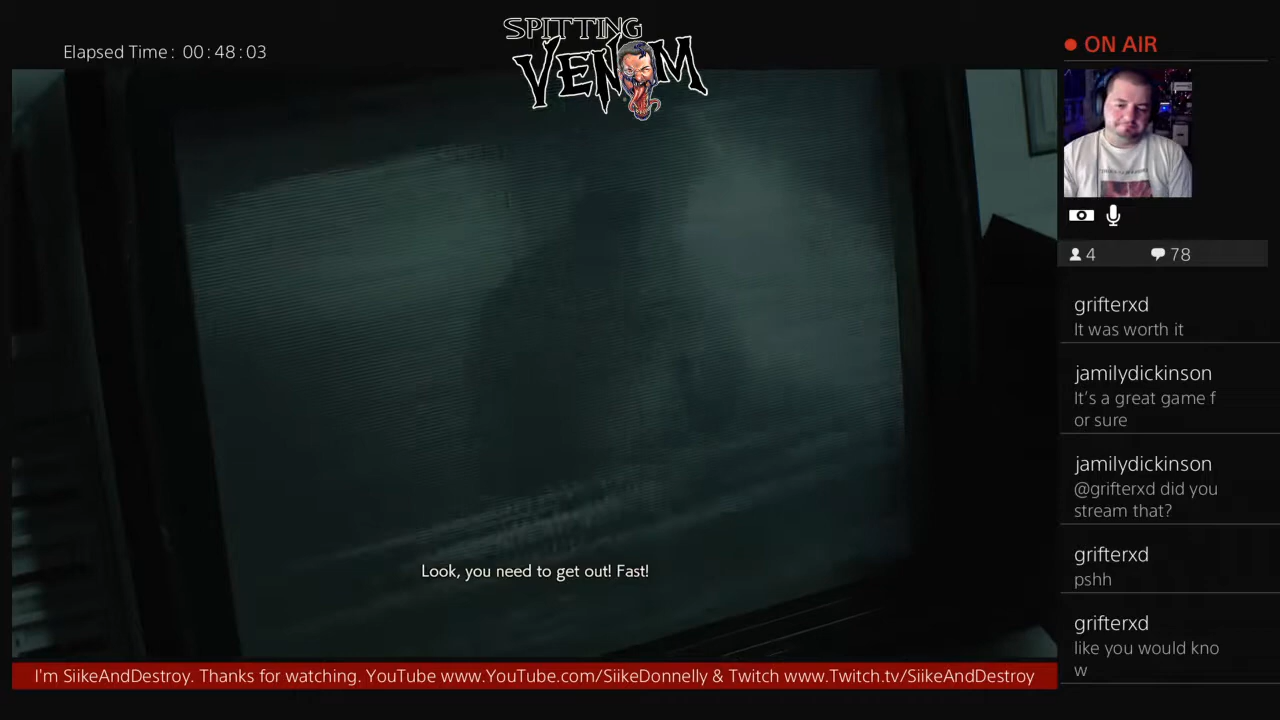 Elapsed Time: 00:48:03
SPITTING
VENOM
ON AIR
4 78
grifterxd
It was worth it
jamilydickinson
It's a great game f
or sure
jamilydickinson
@grifterxd did you
stream that?
grifterxd
pshh
grifterxd
like you would kno
w
Look, you need to get out! Fast!
I'm SiikeAndDestroy. Thanks for watching. YouTube www.YouTube.com/SiikeDonnelly & Twitch www.Twitch.tv/SiikeAndDestroy